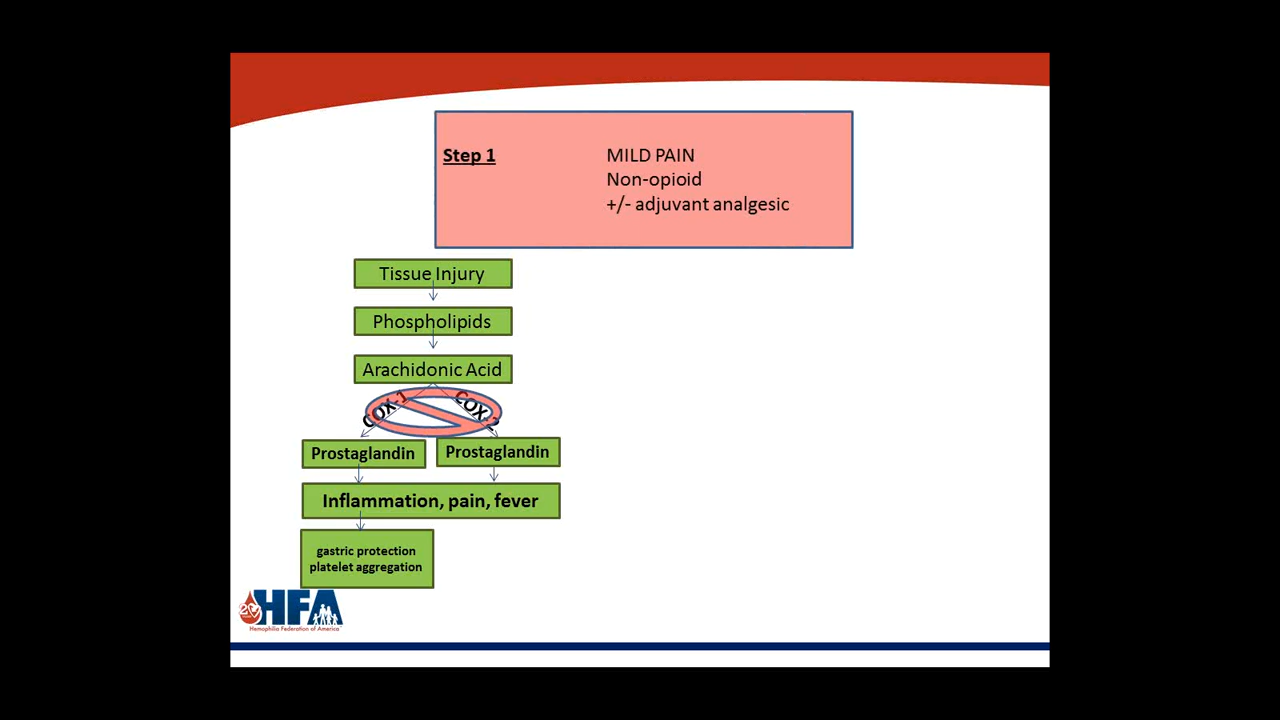 Step 1
MILD PAIN
Non-opioid
+/- adjuvant analgesic
Tissue Injury
Phospholipids
Arachidonic Acid
COX-1
COX-2
Prostaglandin
Prostaglandin
Inflammation, pain, fever
gastric protection
platelet aggregation
HFA
Hemophilia Federation of America